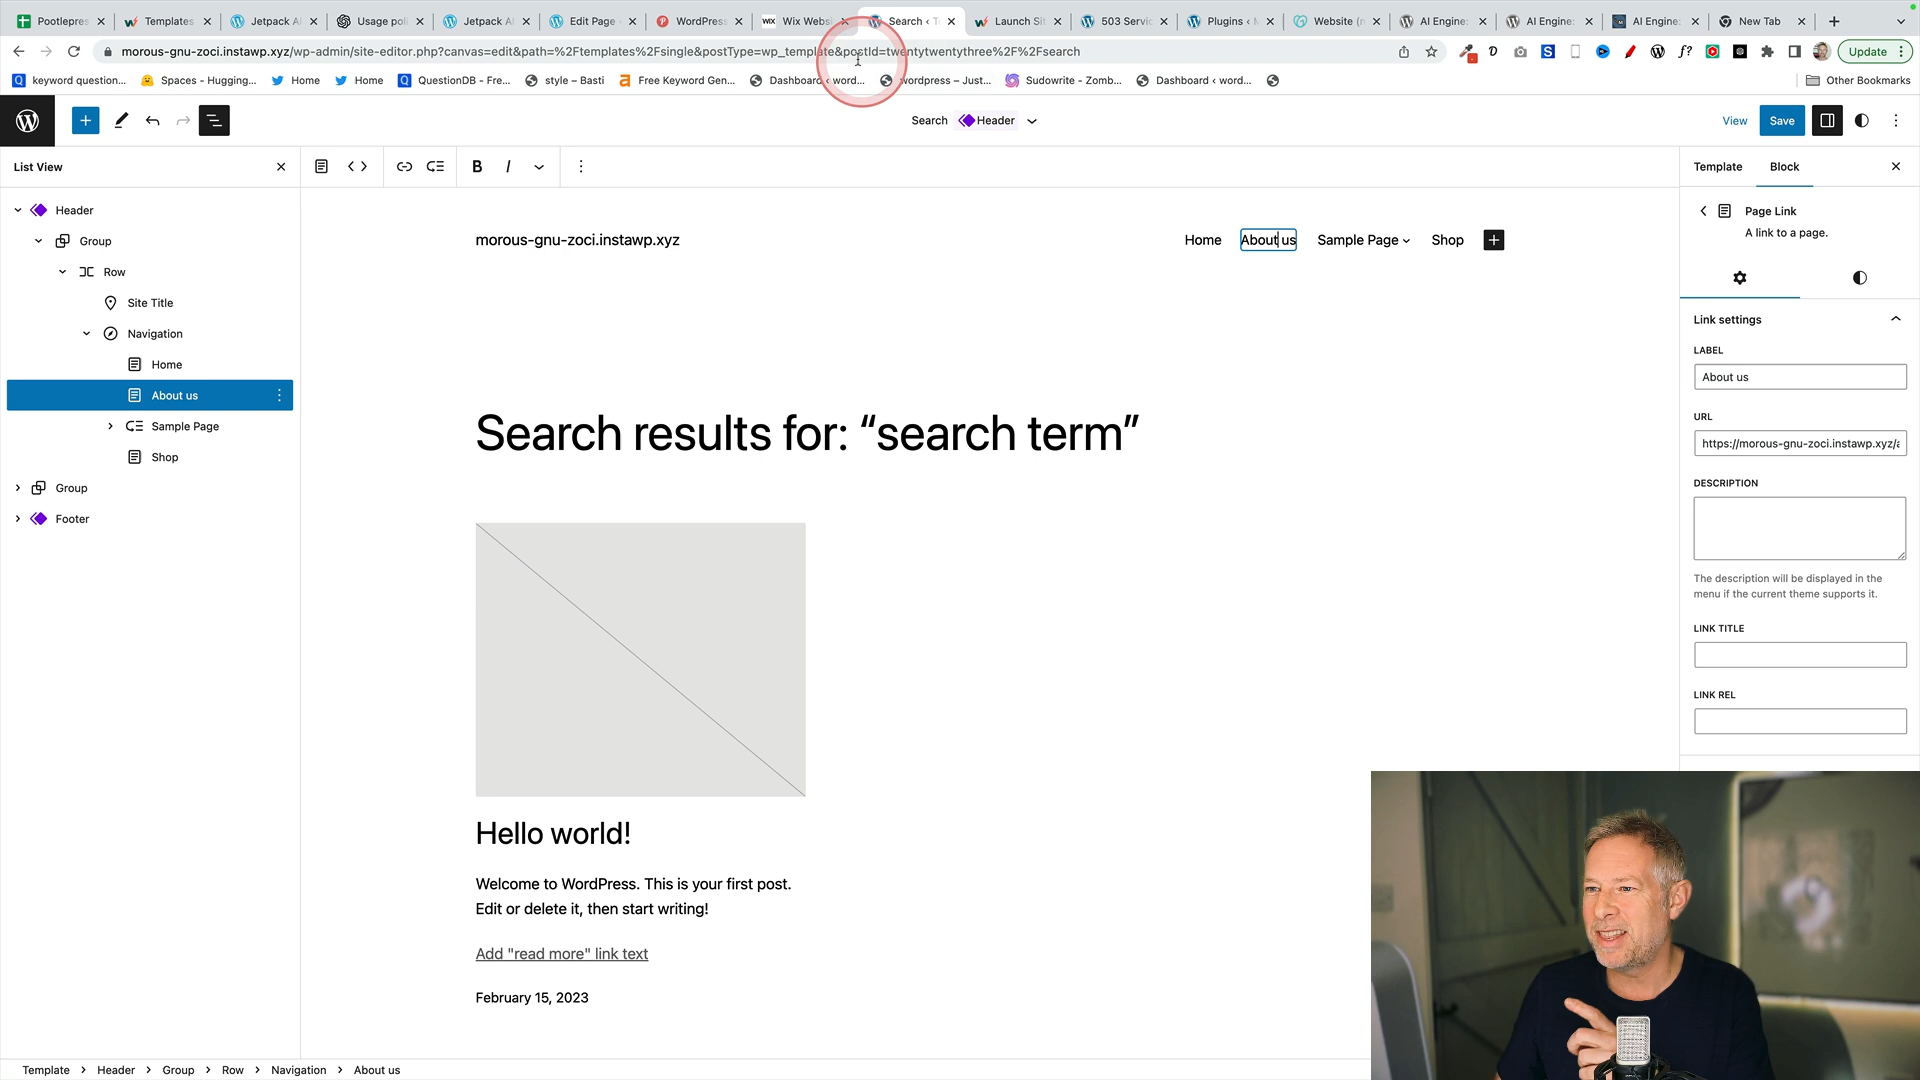 Pootlepres
Templates
Jetpack AI
Usage poli
Jetpack AI
Edit Page
WordPress
WIX Wix Websi
Search ‹ T
Launch Sit
503 Servic
Plugins ‹
Website (n
AI Engine:
AI Engine:
AI Engine:
New Tab
morous-gnu-zoci.instawp.xyz/wp-admin/site-editor.php?canvas=edit&path=%2Ftemplates%2Fsingle&postType=wp_template&postId=twentytwentythree%2F%2Fsearch
Update
keyword question...
Spaces - Hugging...
Home
Home
QuestionDB - Fre...
style – Basti
Free Keyword Gen...
Dashboard ‹ word...
wordpress – Just...
Sudowrite - Zomb...
Dashboard ‹ word...
Other Bookmarks
Search Header
View
Save
List View
B I
Template
Block
Header
Group
Row
Site Title
Navigation
Home
About us
Sample Page
Shop
Group
Footer
morous-gnu-zoci.instawp.xyz
Home About us Sample Page Shop
Search results for: “search term”
Hello world!
Welcome to WordPress. This is your first post.
Edit or delete it, then start writing!
Add "read more" link text
February 15, 2023
Page Link
A link to a page.
Link settings
LABEL
About us
URL
https://morous-gnu-zoci.instawp.xyz/a
DESCRIPTION
The description will be displayed in the
menu if the current theme supports it.
LINK TITLE
LINK REL
Template > Header > Group > Row > Navigation > About us